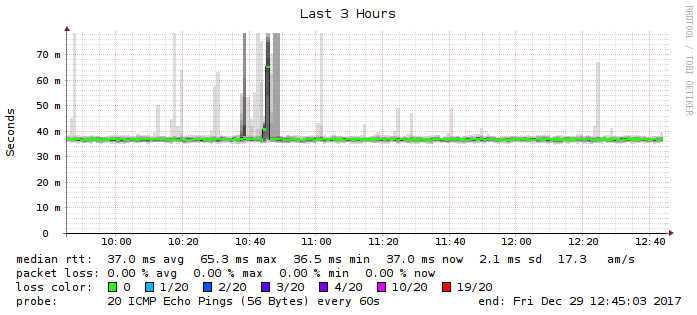 Last 3 Hours
RRDTOOL / TOBI OETIKER
Seconds
70 m
60 m
50 m
40 m
30 m
20 m
10 m
0
10:00 10:20 10:40 11:00 11:20 11:40 12:00 12:20 12:40
median rtt: 37.0 ms avg 65.3 ms max 36.5 ms min 37.0 ms now 2.1 ms sd 17.3 am/s
packet loss: 0.00 % avg 0.00 % max 0.00 % min 0.00 % now
loss color: 0 1/20 2/20 3/20 4/20 10/20 19/20
probe: 20 ICMP Echo Pings (56 Bytes) every 60s end: Fri Dec 29 12:45:03 2017